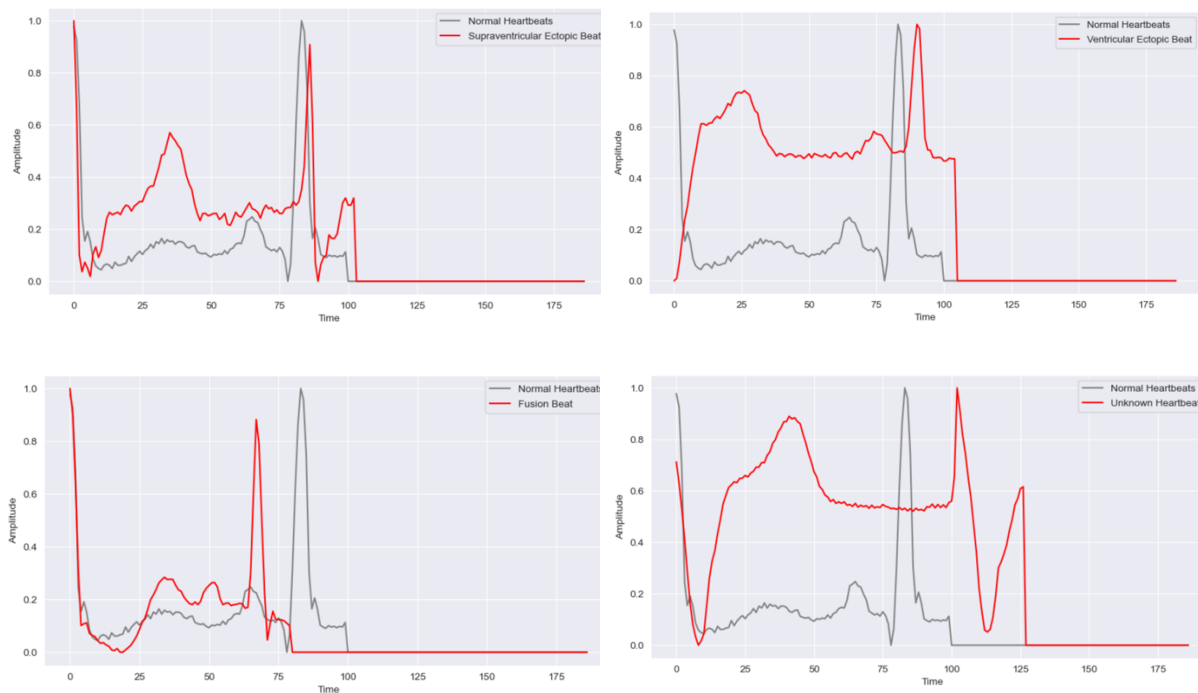 1.0
0.8
0.6
0.4
0.2
0.0
Amplitude
0 25 50 75 100 125 150 175
Time
Normal Heartbeats
Supraventricular Ectopic Beat
1.0
0.8
0.6
0.4
0.2
0.0
Amplitude
0 25 50 75 100 125 150 175
Time
Normal Heartbeats
Ventricular Ectopic Beat
1.0
0.8
0.6
0.4
0.2
0.0
Amplitude
0 25 50 75 100 125 150 175
Time
Normal Heartbeats
Fusion Beat
1.0
0.8
0.6
0.4
0.2
0.0
Amplitude
0 25 50 75 100 125 150 175
Time
Normal Heartbeats
Unknown Heartbeat